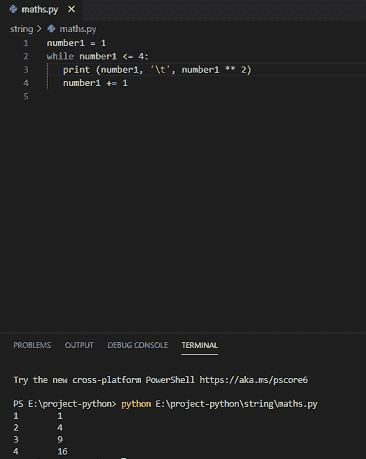 maths.py ×
string > maths.py
1 number1 = 1
2 while number1 <= 4:
3 print (number1, '\t', number1 ** 2)
4 number1 += 1
5
PROBLEMS OUTPUT DEBUG CONSOLE TERMINAL
Try the new cross-platform PowerShell https://aka.ms/pscore6
PS E:\project-python> python E:\project-python\string\maths.py
1 1
2 4
3 9
4 16